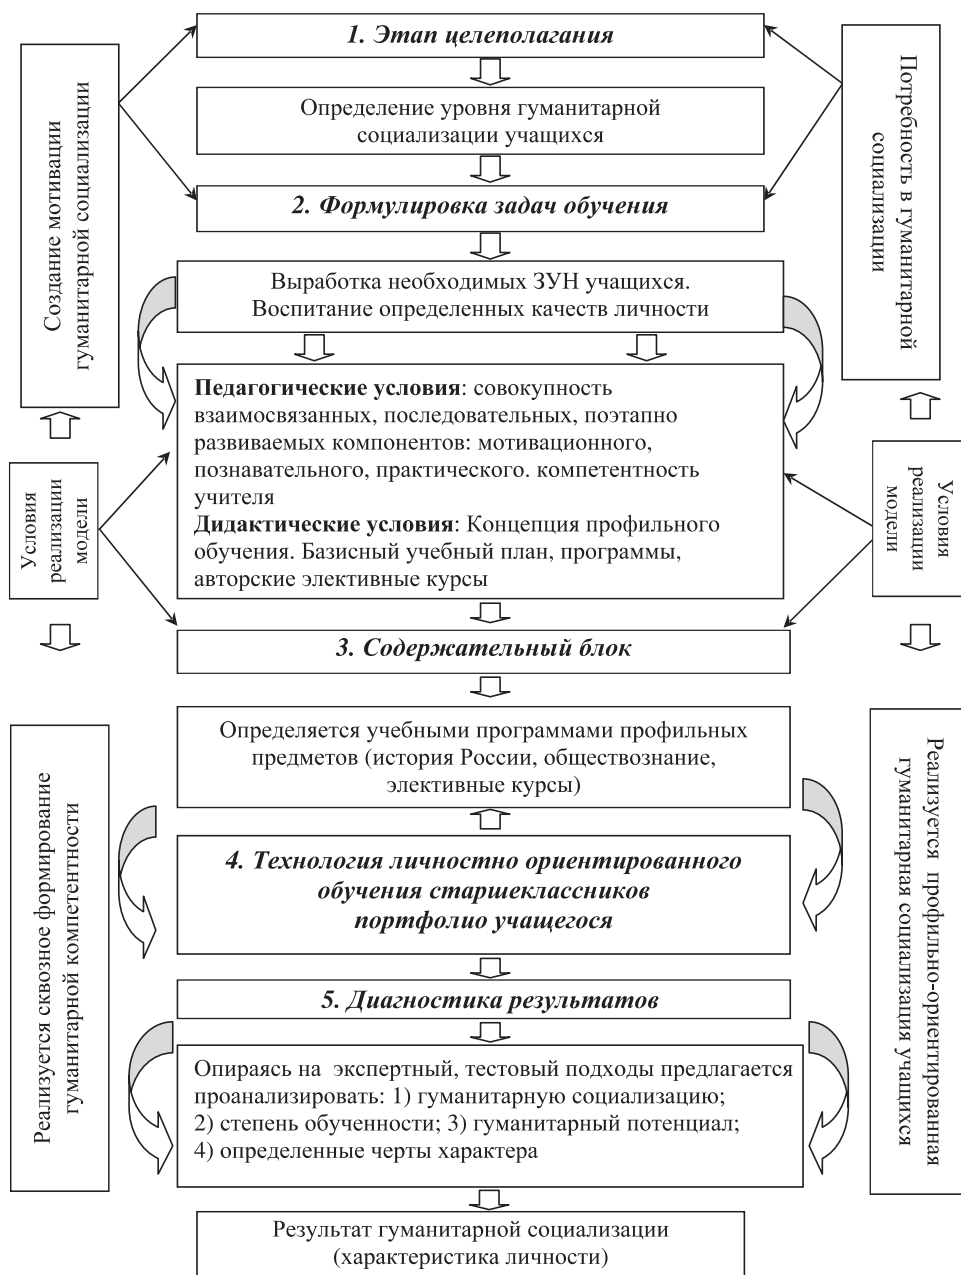 1. Этап целеполагания
Создание мотивации
гуманитарной социализации
Потребность в гуманитарной
социализации
Определение уровня гуманитарной
социализации учащихся
2. Формулировка задач обучения
Выработка необходимых ЗУН учащихся.
Воспитание определенных качеств личности
Педагогические условия: совокупность
взаимосвязанных, последовательных, поэтапно
развиваемых компонентов: мотивационного,
познавательного, практического. компетентность
учителя
Дидактические условия: Концепция профильного
обучения. Базисный учебный план, программы,
авторские элективные курсы
Условия
реализации
модели
Условия
реализации
модели
3. Содержательный блок
Определяется учебными программами профильных
предметов (история России, обществознание,
элективные курсы)
Реализуется сквозное формирование
гуманитарной компетентности
Реализуется профильно-ориентированная
гуманитарная социализация учащихся
4. Технология личностно ориентированного
обучения старшеклассников
портфолио учащегося
5. Диагностика результатов
Опираясь на экспертный, тестовый подходы предлагается
проанализировать: 1) гуманитарную социализацию;
2) степень обученности; 3) гуманитарный потенциал;
4) определенные черты характера
Результат гуманитарной социализации
(характеристика личности)